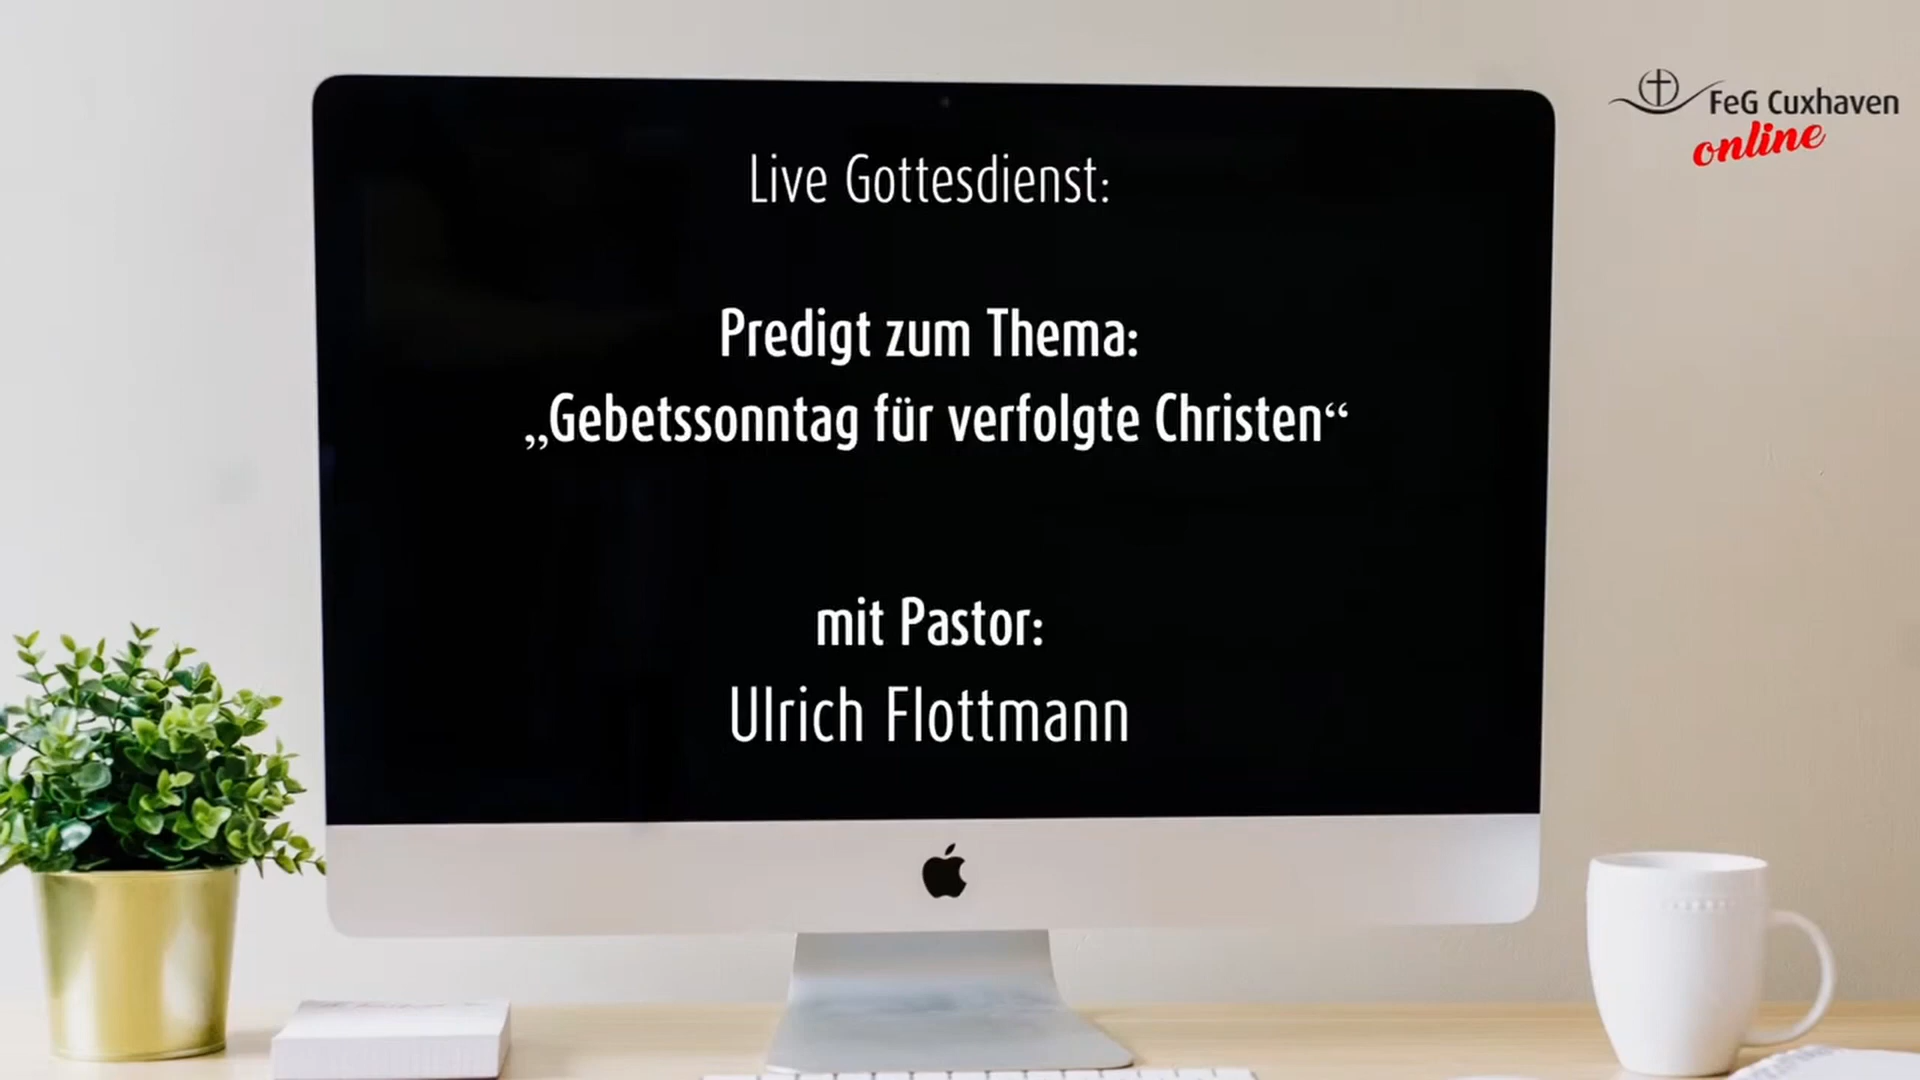 FeG Cuxhaven
online
Live Gottesdienst:
Predigt zum Thema:
„Gebetssonntag für verfolgte Christen“
mit Pastor:
Ulrich Flottmann